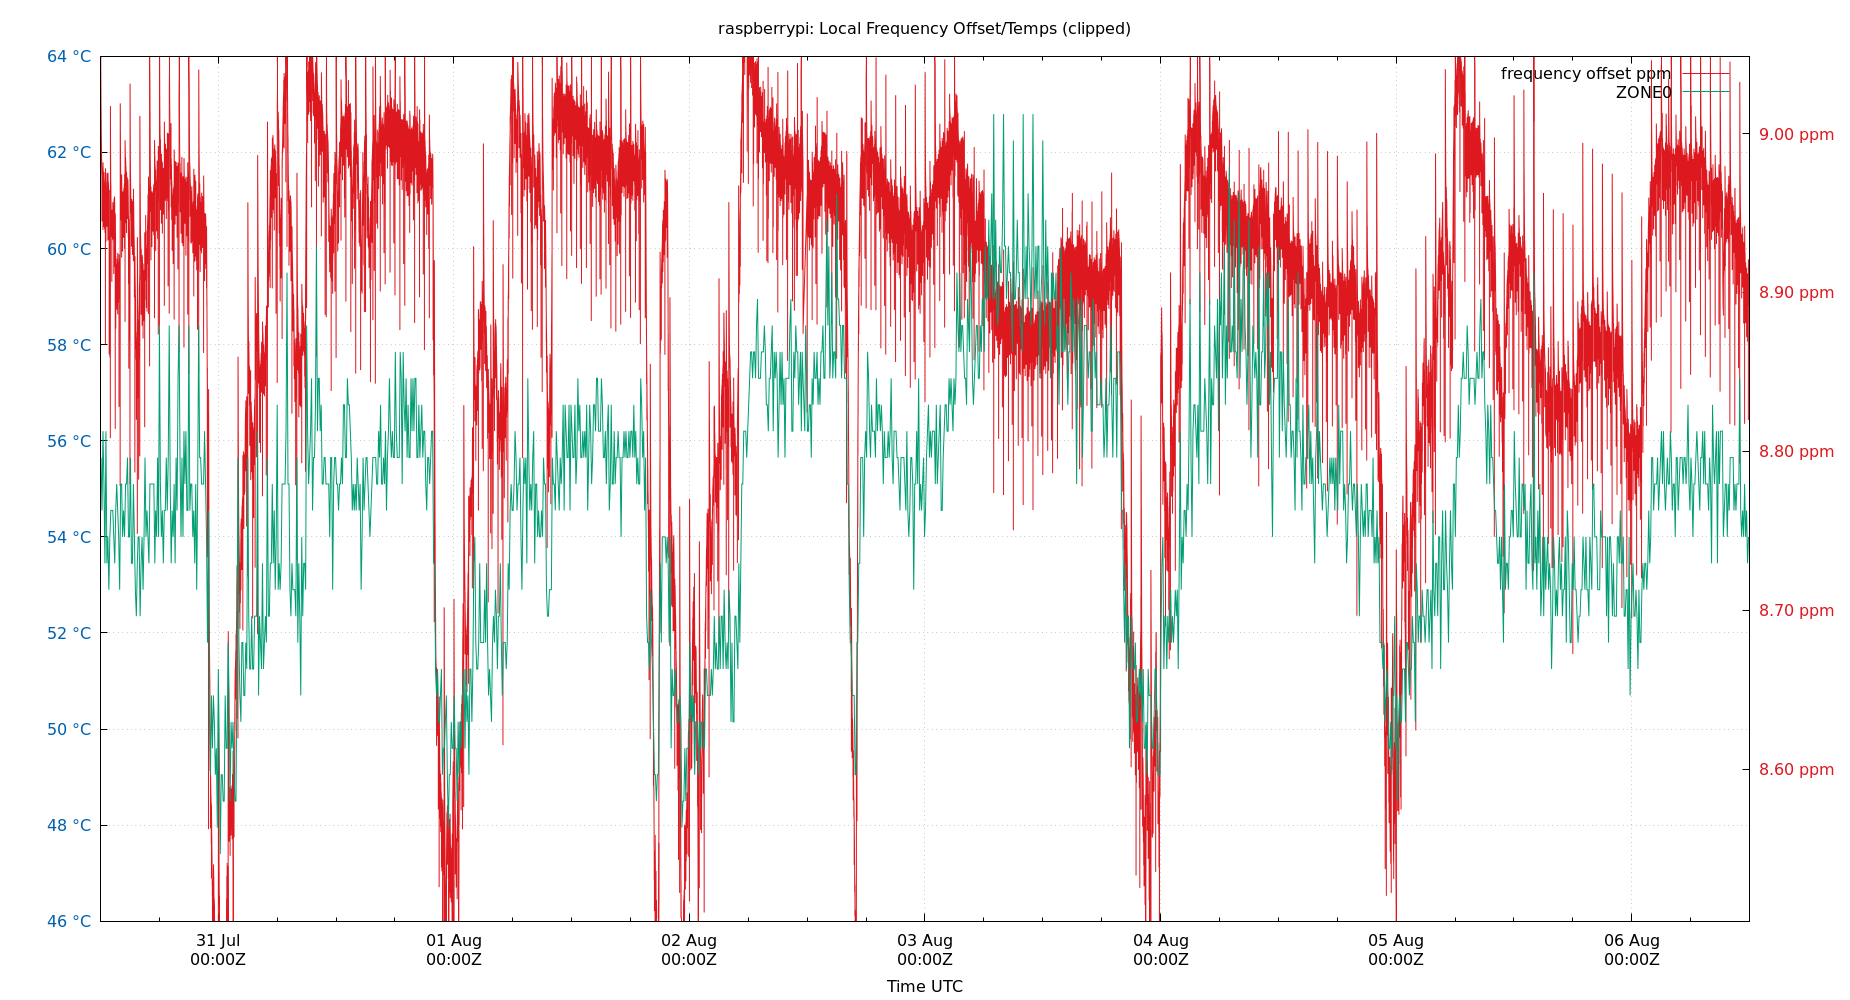 raspberrypi: Local Frequency Offset/Temps (clipped)
64 °C
62 °C
60 °C
58 °C
56 °C
54 °C
52 °C
50 °C
48 °C
46 °C
frequency offset ppm
ZONE0
9.00 ppm
8.90 ppm
8.80 ppm
8.70 ppm
8.60 ppm
31 Jul
00:00Z
01 Aug
00:00Z
02 Aug
00:00Z
03 Aug
00:00Z
04 Aug
00:00Z
05 Aug
00:00Z
06 Aug
00:00Z
Time UTC